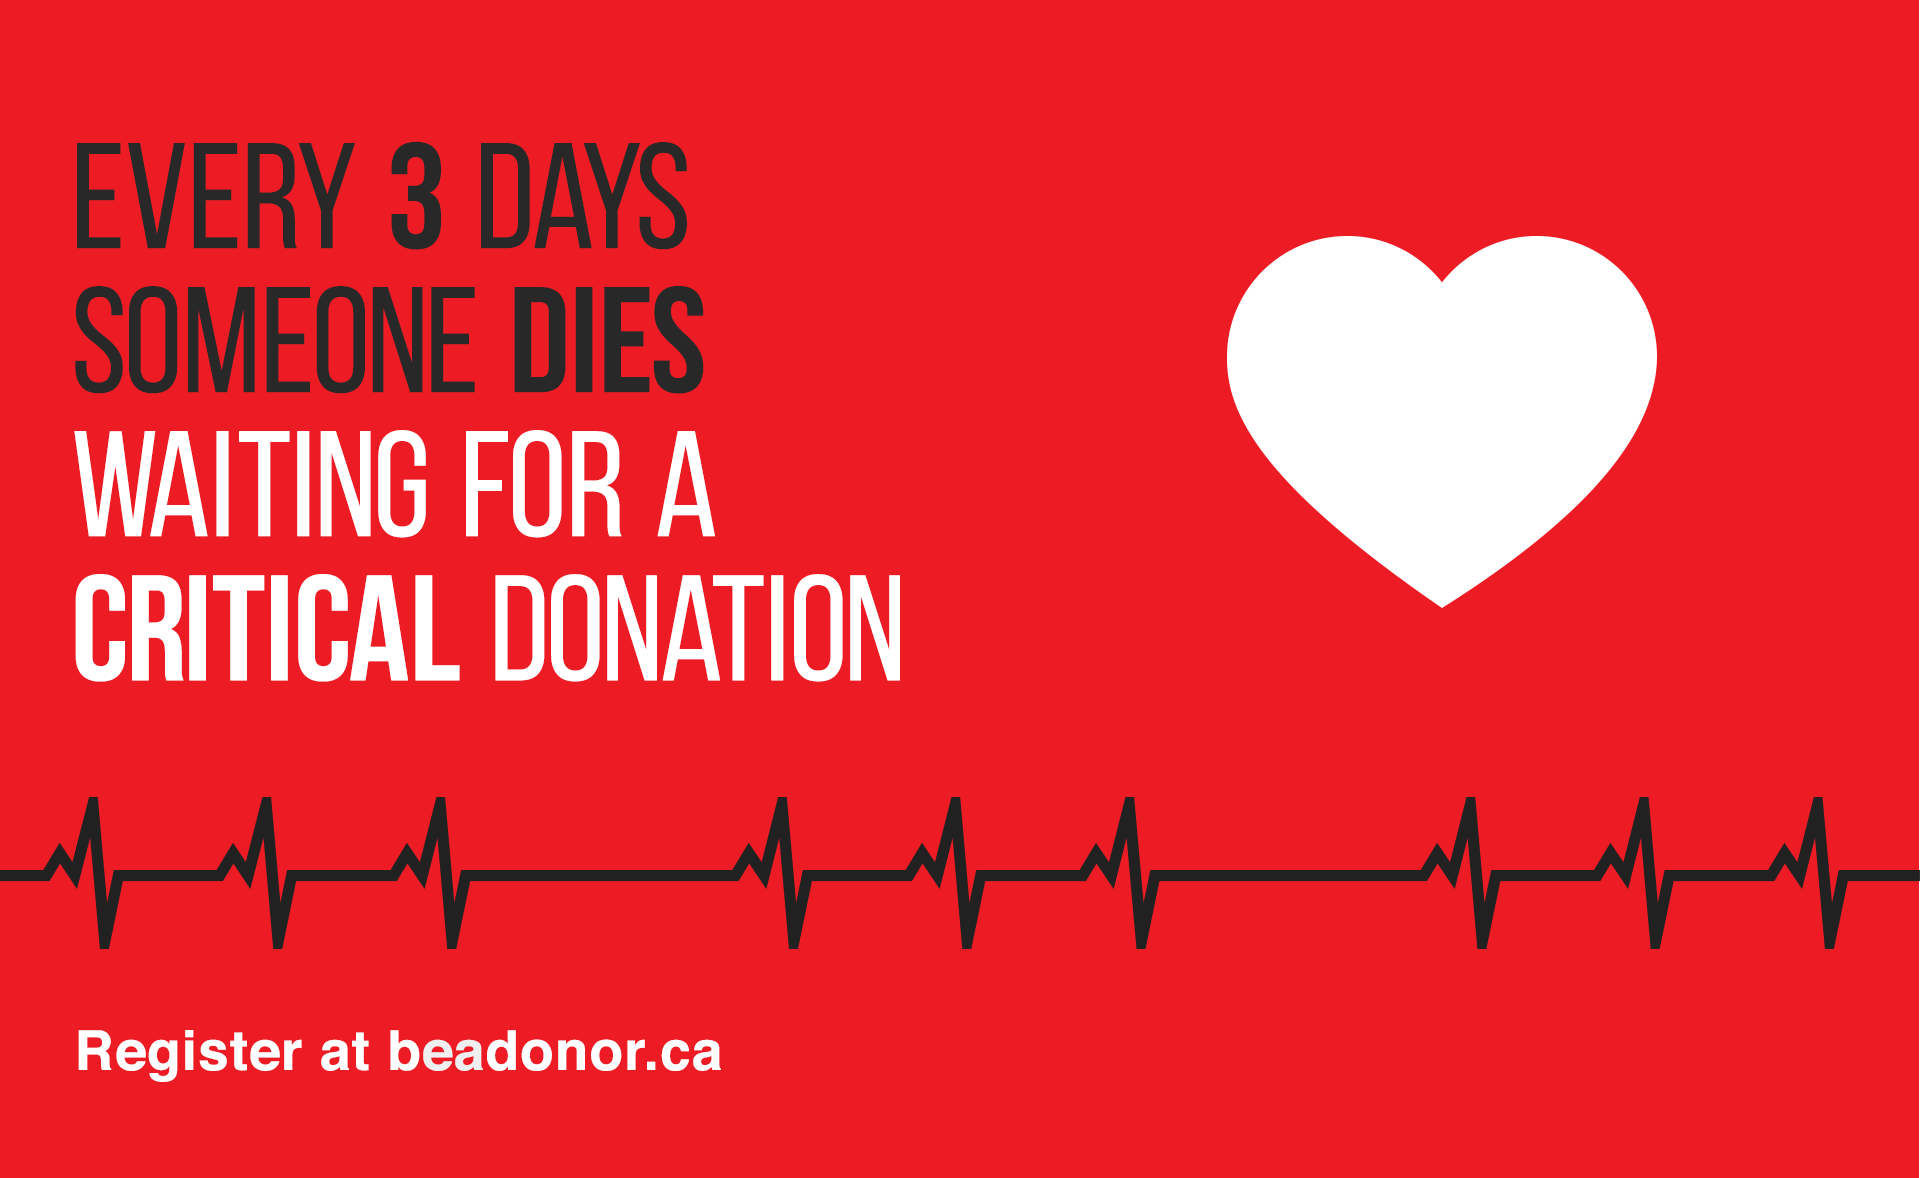 EVERY 3 DAYS
SOMEONE DIES
WAITING FOR A
CRITICAL DONATION
Register at beadonor.ca